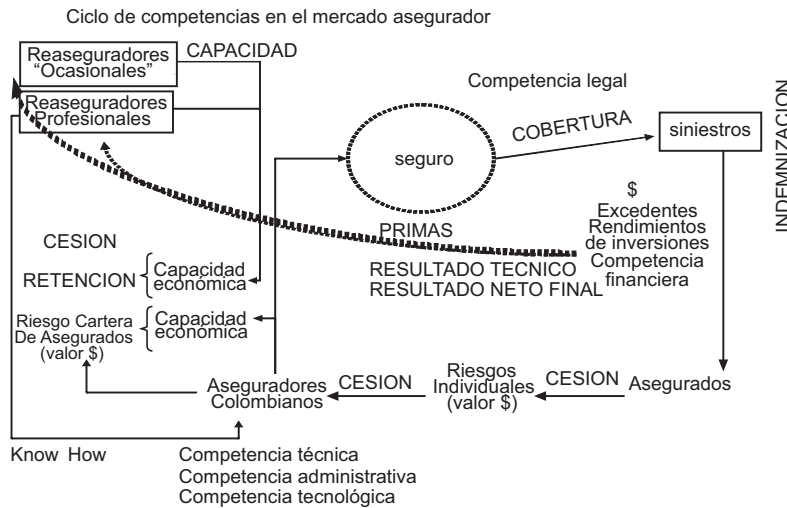 Ciclo de competencias en el mercado asegurador
Reaseguradores
“Ocasionales”
CAPACIDAD
Reaseguradores
Profesionales
Competencia legal
COBERTURA
seguro
siniestros
INDEMNIZACION
$
Excedentes
Rendimientos
de inversiones
Competencia
financiera
PRIMAS
RESULTADO TECNICO
RESULTADO NETO FINAL
CESION
RETENCION
Capacidad
económica
Riesgo Cartera
De Asegurados
(valor $)
Capacidad
económica
Aseguradores
Colombianos
CESION
Riesgos
Individuales
(valor $)
CESION
Asegurados
Know How
Competencia técnica
Competencia administrativa
Competencia tecnológica